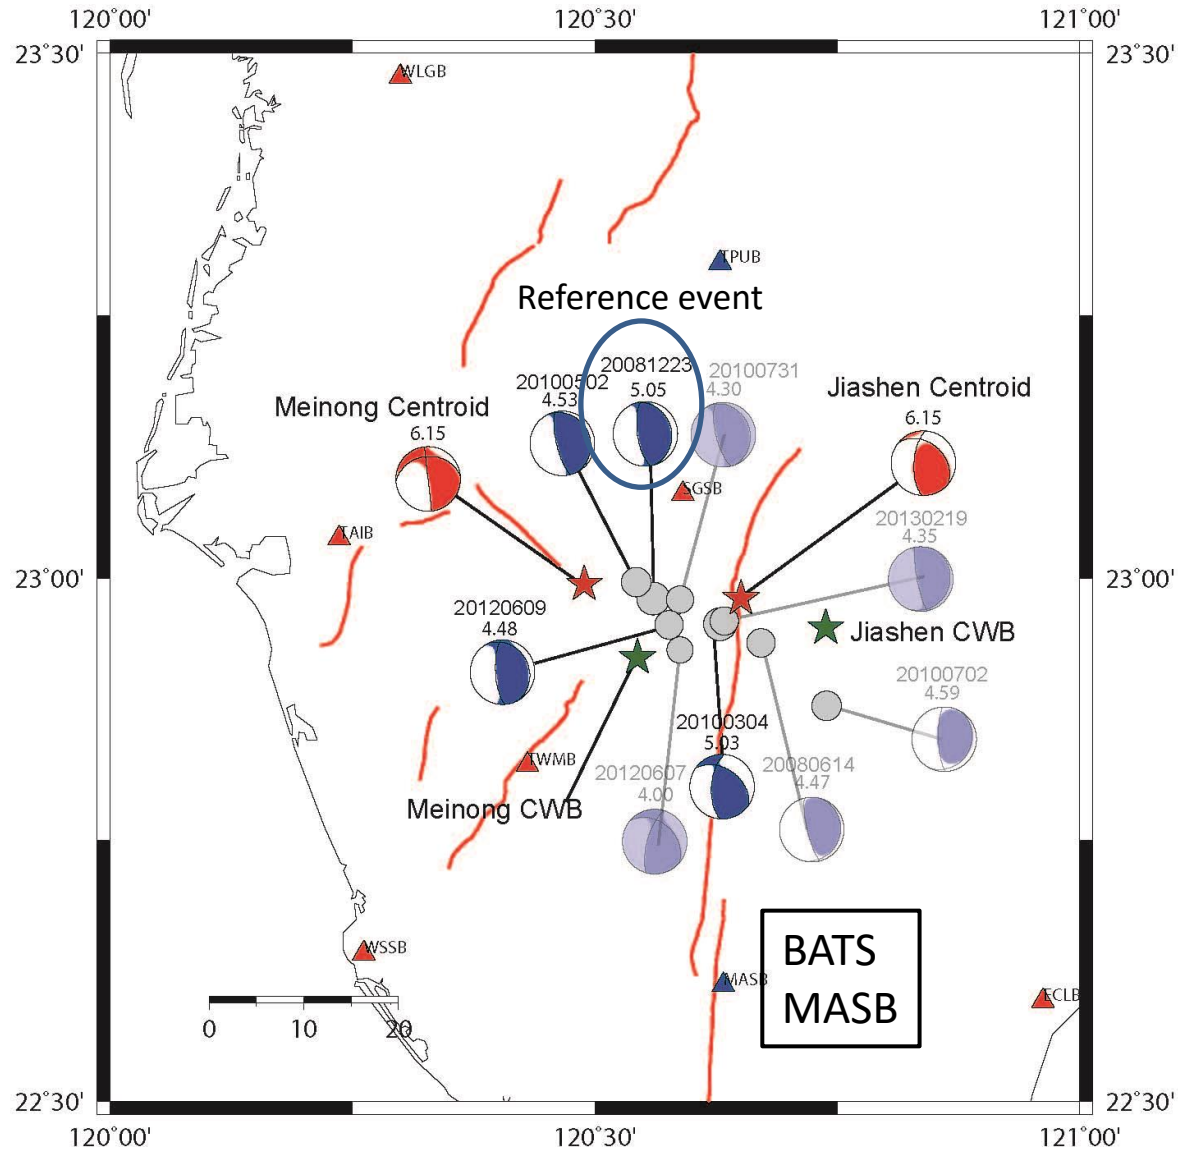 120°00'
120°30'
121°00'
23°30'
23°30'
WLGB
TPUB
Reference event
20081223
5.05
20100731
4.30
20100502
4.53
Jiashen Centroid
6.15
Meinong Centroid
6.15
SGSB
20130219
4.35
TAIB
23°00'
23°00'
20120609
4.48
Jiashen CWB
20100702
4.59
20100304
5.03
TWMB
20120607
4.00
20080614
4.47
Meinong CWB
BATS
MASB
WSSB
MASB
ECLB
0 10 20
22°30'
22°30'
120°00'
120°30'
121°00'